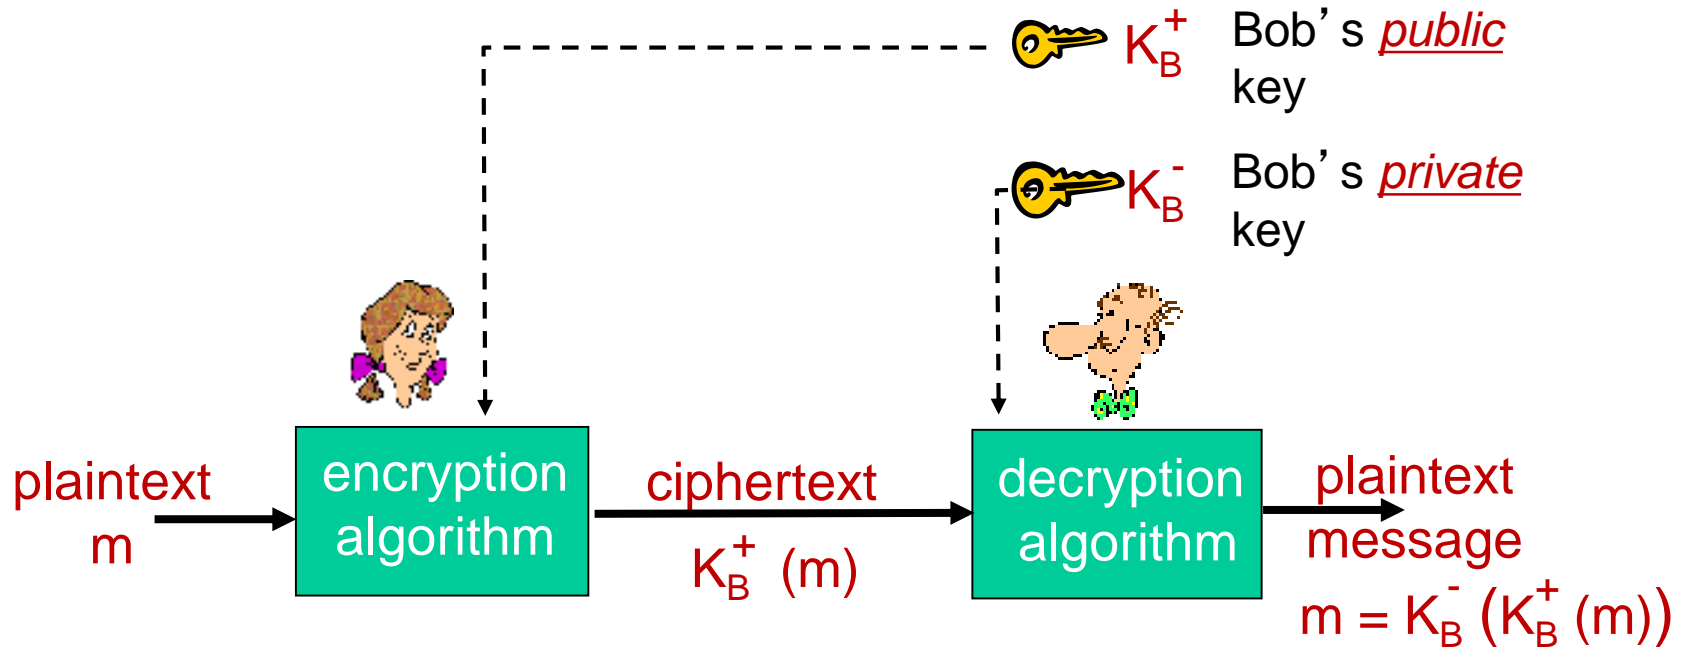 K_B^+ Bob's public
key
K_B^- Bob's private
key
plaintext
m
encryption
algorithm
ciphertext
K_B^+ (m)
decryption
algorithm
plaintext
message
m = K_B^- (K_B^+ (m))